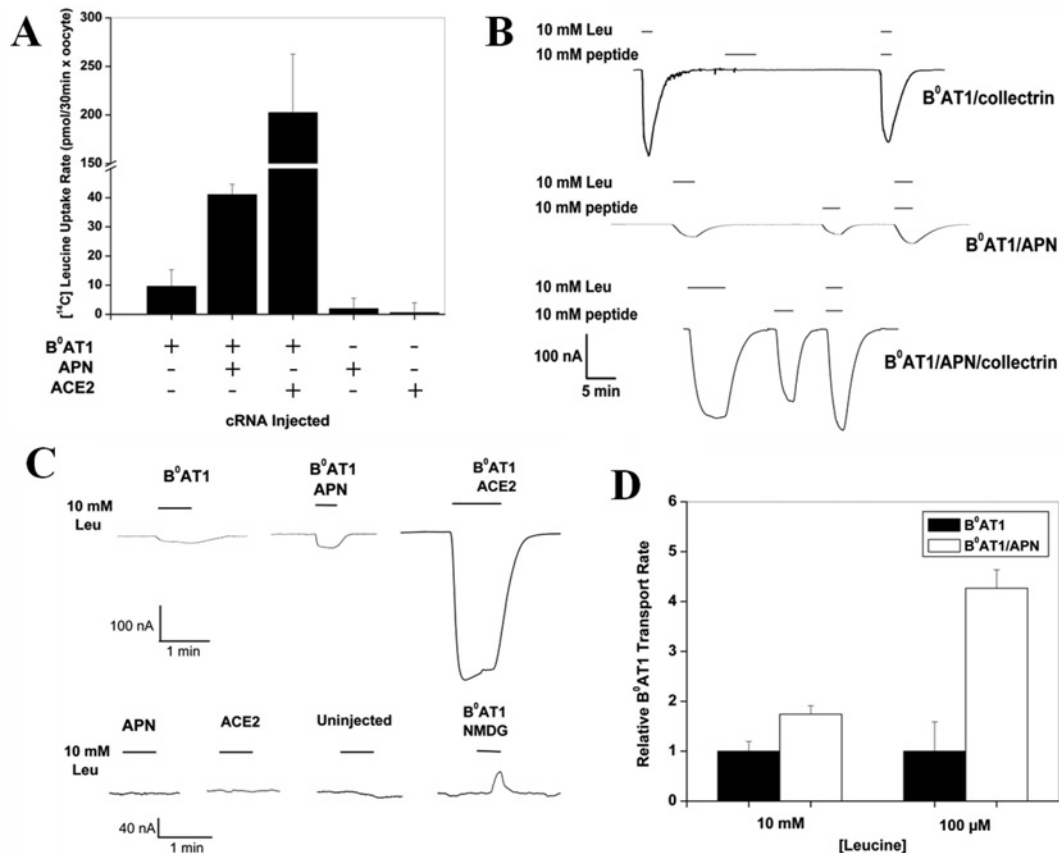 A
[¹⁴C] Leucine Uptake Rate (pmol/30min x oocyte)
300
250
200
150
40
30
20
10
0
B⁰AT1 + + + - -
APN - + - + -
ACE2 - - + - +
cRNA Injected
B
10 mM Leu
10 mM peptide
B⁰AT1/collectrin
10 mM Leu
10 mM peptide
B⁰AT1/APN
10 mM Leu
10 mM peptide
B⁰AT1/APN/collectrin
100 nA
5 min
C
B⁰AT1
B⁰AT1
APN
B⁰AT1
ACE2
10 mM
Leu
100 nA
1 min
APN
ACE2
Uninjected
B⁰AT1
NMDG
10 mM
Leu
40 nA
1 min
D
Relative B⁰AT1 Transport Rate
6
5
4
3
2
1
0
B⁰AT1
B⁰AT1/APN
10 mM
100 µM
[Leucine]